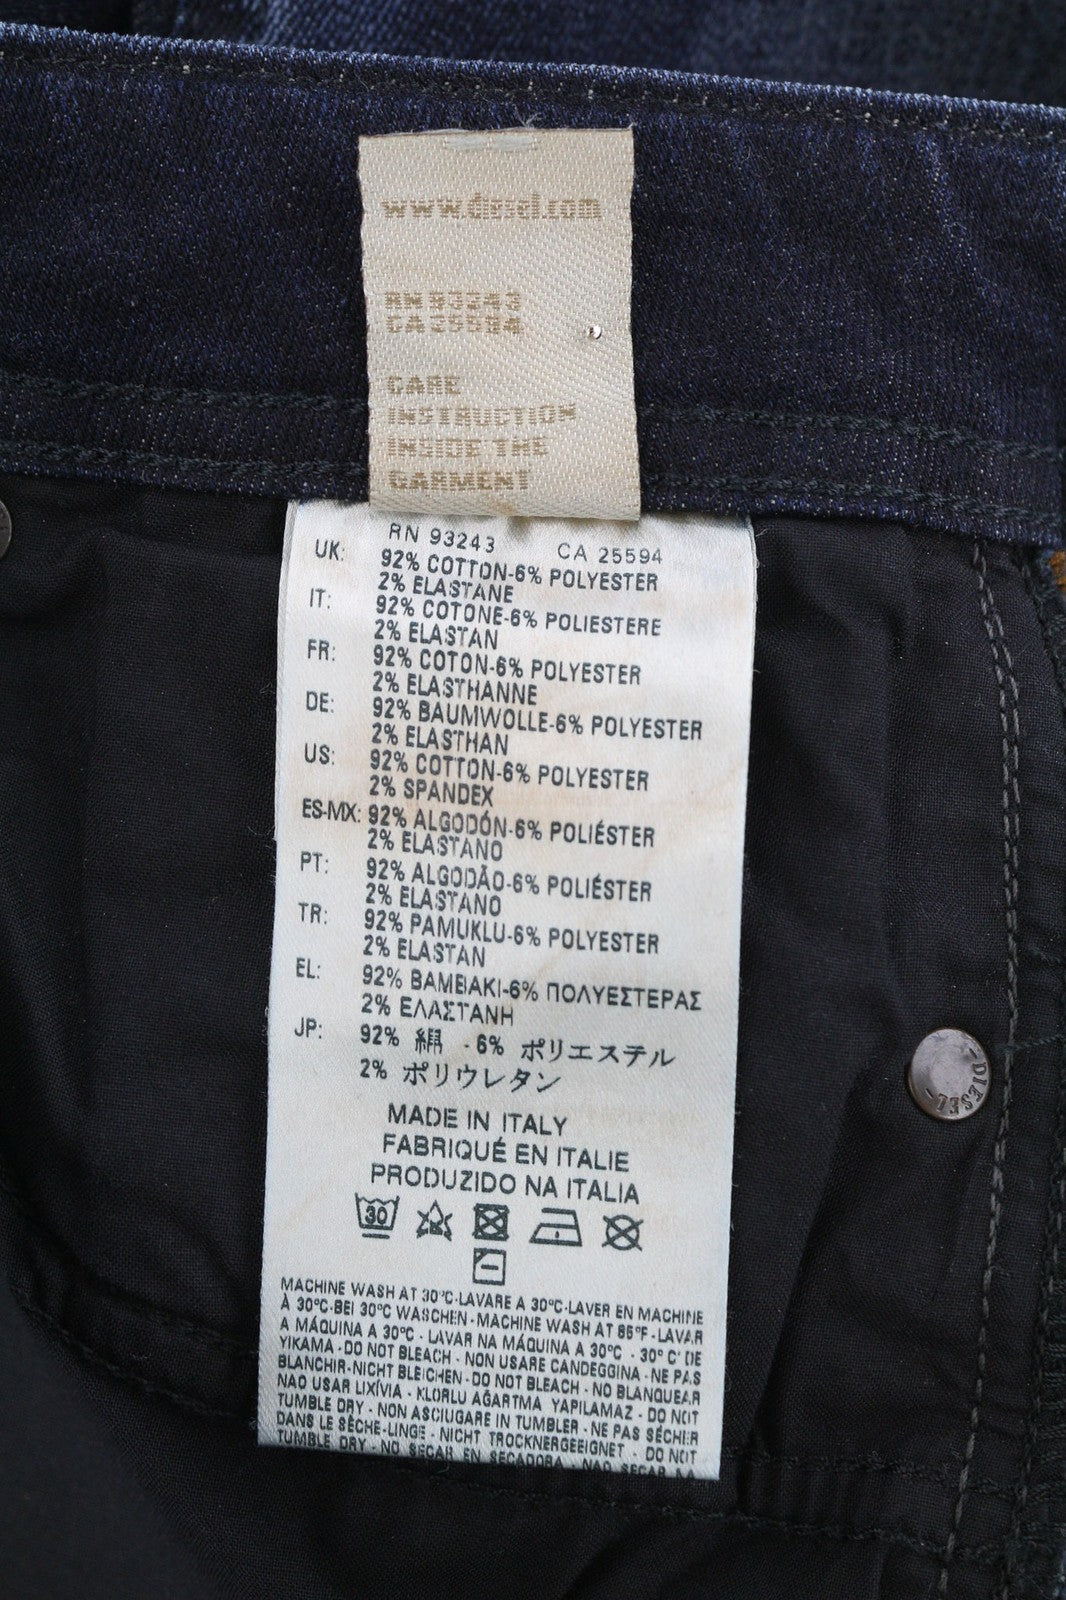 www.diesel.com
RN 93243
CA 25594
CARE
INSTRUCTION
INSIDE THE
GARMENT
RN 93243 CA 25594
UK: 92% COTTON-6% POLYESTER
2% ELASTANE
IT: 92% COTONE-6% POLIESTERE
2% ELASTAN
FR: 92% COTON-6% POLYESTER
2% ELASTHANNE
DE: 92% BAUMWOLLE-6% POLYESTER
2% ELASTHAN
US: 92% COTTON-6% POLYESTER
2% SPANDEX
ES-MX: 92% ALGODÓN-6% POLIÉSTER
2% ELASTANO
PT: 92% ALGODÃO-6% POLIÉSTER
2% ELASTANO
TR: 92% PAMUKLU-6% POLYESTER
2% ELASTAN
EL: 92% ΒΑΜΒΑΚΙ-6% ΠΟΛΥΕΣΤΕΡΑΣ
2% ΕΛΑΣΤΑΝΗ
JP: 92% 綿 - 6% ポリエステル
2% ポリウレタン
MADE IN ITALY
FABRIQUÉ EN ITALIE
PRODUZIDO NA ITALIA
30
MACHINE WASH AT 30°C-LAVARE A 30°C-LAVER EN MACHINE
À 30°C-BEI 30°C WASCHEN - MACHINE WASH AT 85°F - LAVAR
A MÁQUINA A 30°C - LAVAR NA MÁQUINA A 30°C - 30° C' DE
YIKAMA - DO NOT BLEACH - NON USARE CANDEGGINA - NE PAS
BLANCHIR-NICHT BLEICHEN - DO NOT BLEACH - NO BLANQUEAR
NAO USAR LIXÍVIA - KLORLU AĞARTMA YAPILAMAZ - DO NOT
TUMBLE DRY - NON ASCIUGARE IN TUMBLER - NE PAS SÉCHER
DANS LE SÈCHE-LINGE - NICHT TROCKNERGEEIGNET - DO NOT
TUMBLE DRY - NO SECAR EN SECADORA - NAO SECAR NA
-DIESEL-